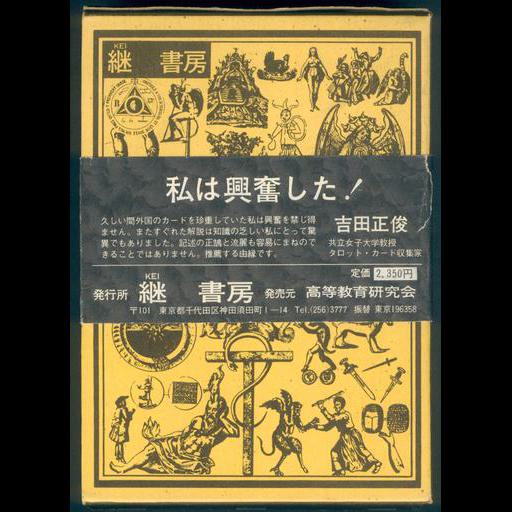 KEI
継 書房
私は興奮した!
久しい間外国のカードを珍重していた私は興奮を禁じ得
ません。またすぐれた解説は知識の乏しい私にとって驚
異でもありました。記述の正鵠と流麗も容易にまねので
きることではありません。推薦する由縁です。
吉田正俊
共立女子大学教授
タロット・カード収集家
定価 2,350円
KEI
発行所 継 書房 発売元 高等教育研究会
〒101 東京都千代田区神田須田町1—14 Tel.(256)3777 振替 東京196358